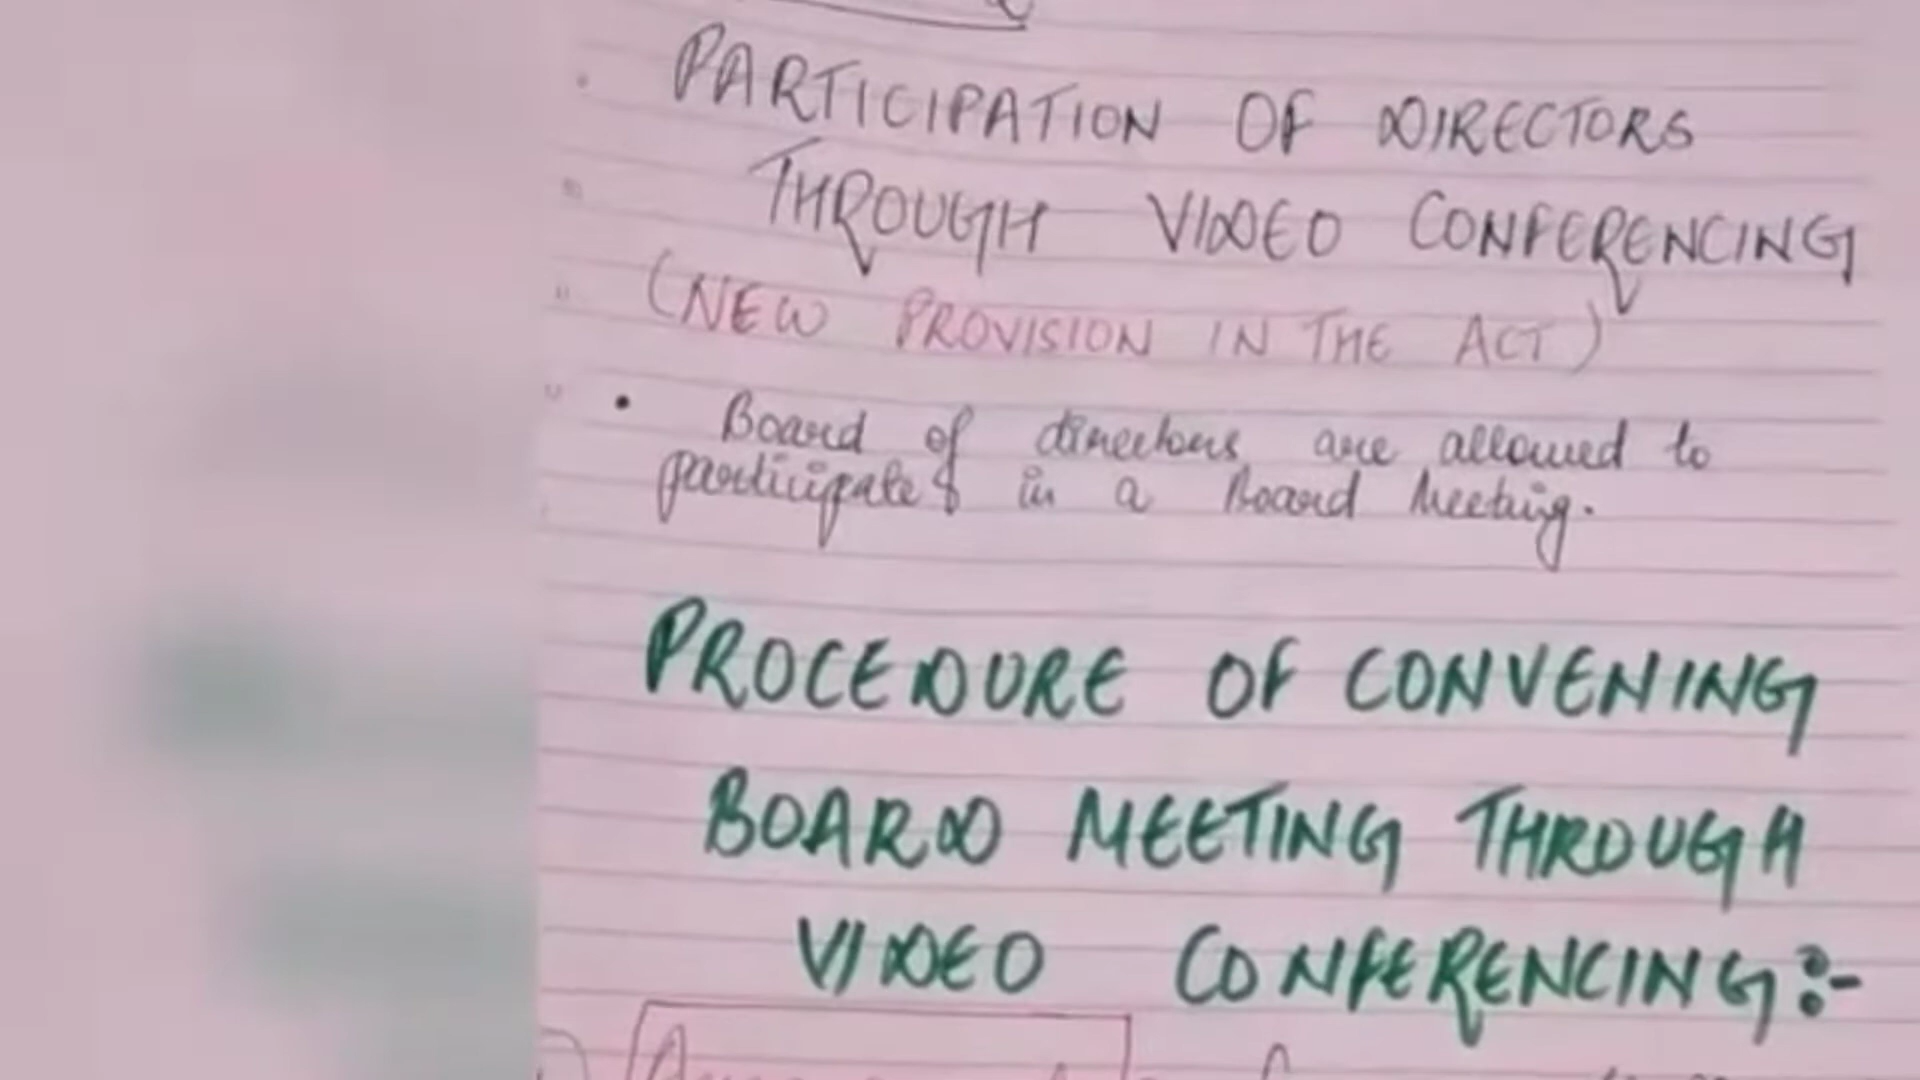 PARTICIPATION OF DIRECTORS
THROUGH VIDEO CONFERENCING
(NEW PROVISION IN THE ACT)
• Board of directors are allowed to
participate in a Board Meeting.
PROCEDURE OF CONVENING
BOARD MEETING THROUGH
VIDEO CONFERENCING:-